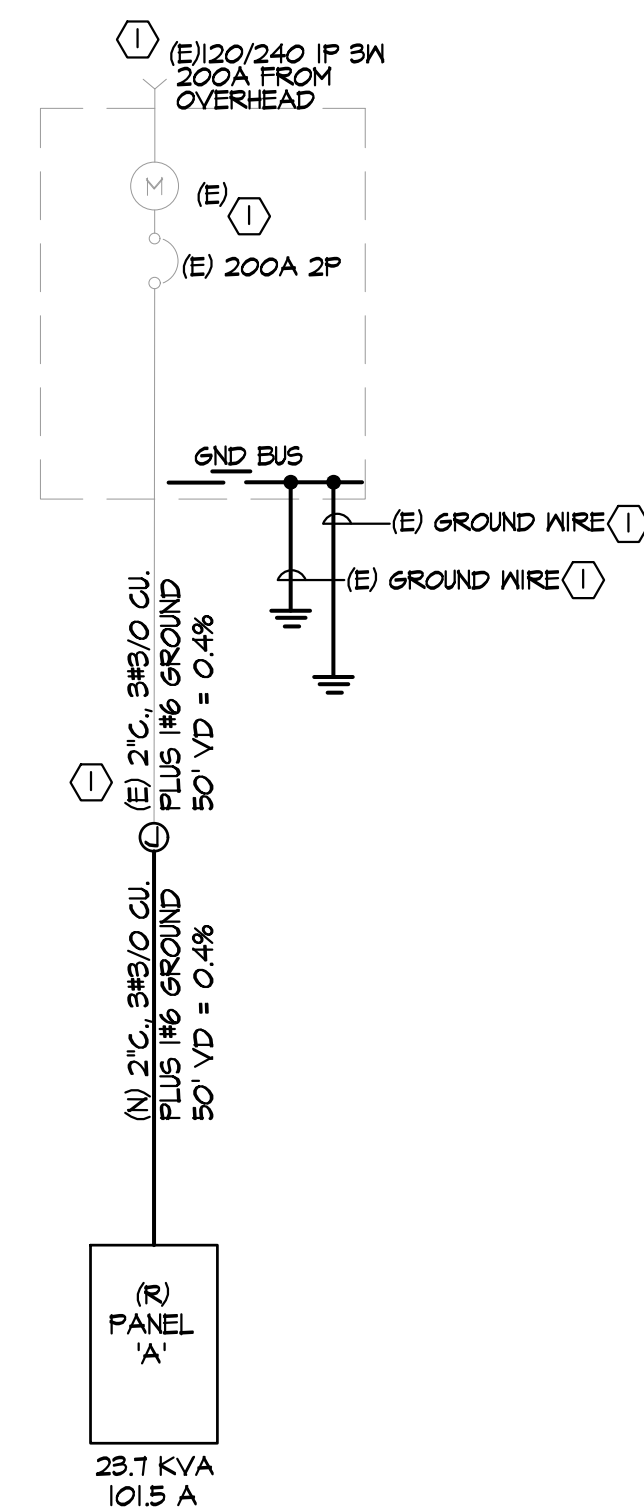 1
(E)120/240 1P 3W
200A FROM
OVERHEAD
M
(E)
1
(E) 200A 2P
GND BUS
(E) GROUND WIRE
1
(E) GROUND WIRE
1
(E) 2"C., 3#3/0 CU.
PLUS 1#6 GROUND
50' VD = 0.4%
1
J
(N) 2"C., 3#3/0 CU.
PLUS 1#6 GROUND
50' VD = 0.4%
(R)
PANEL
'A'
23.7 KVA
101.5 A